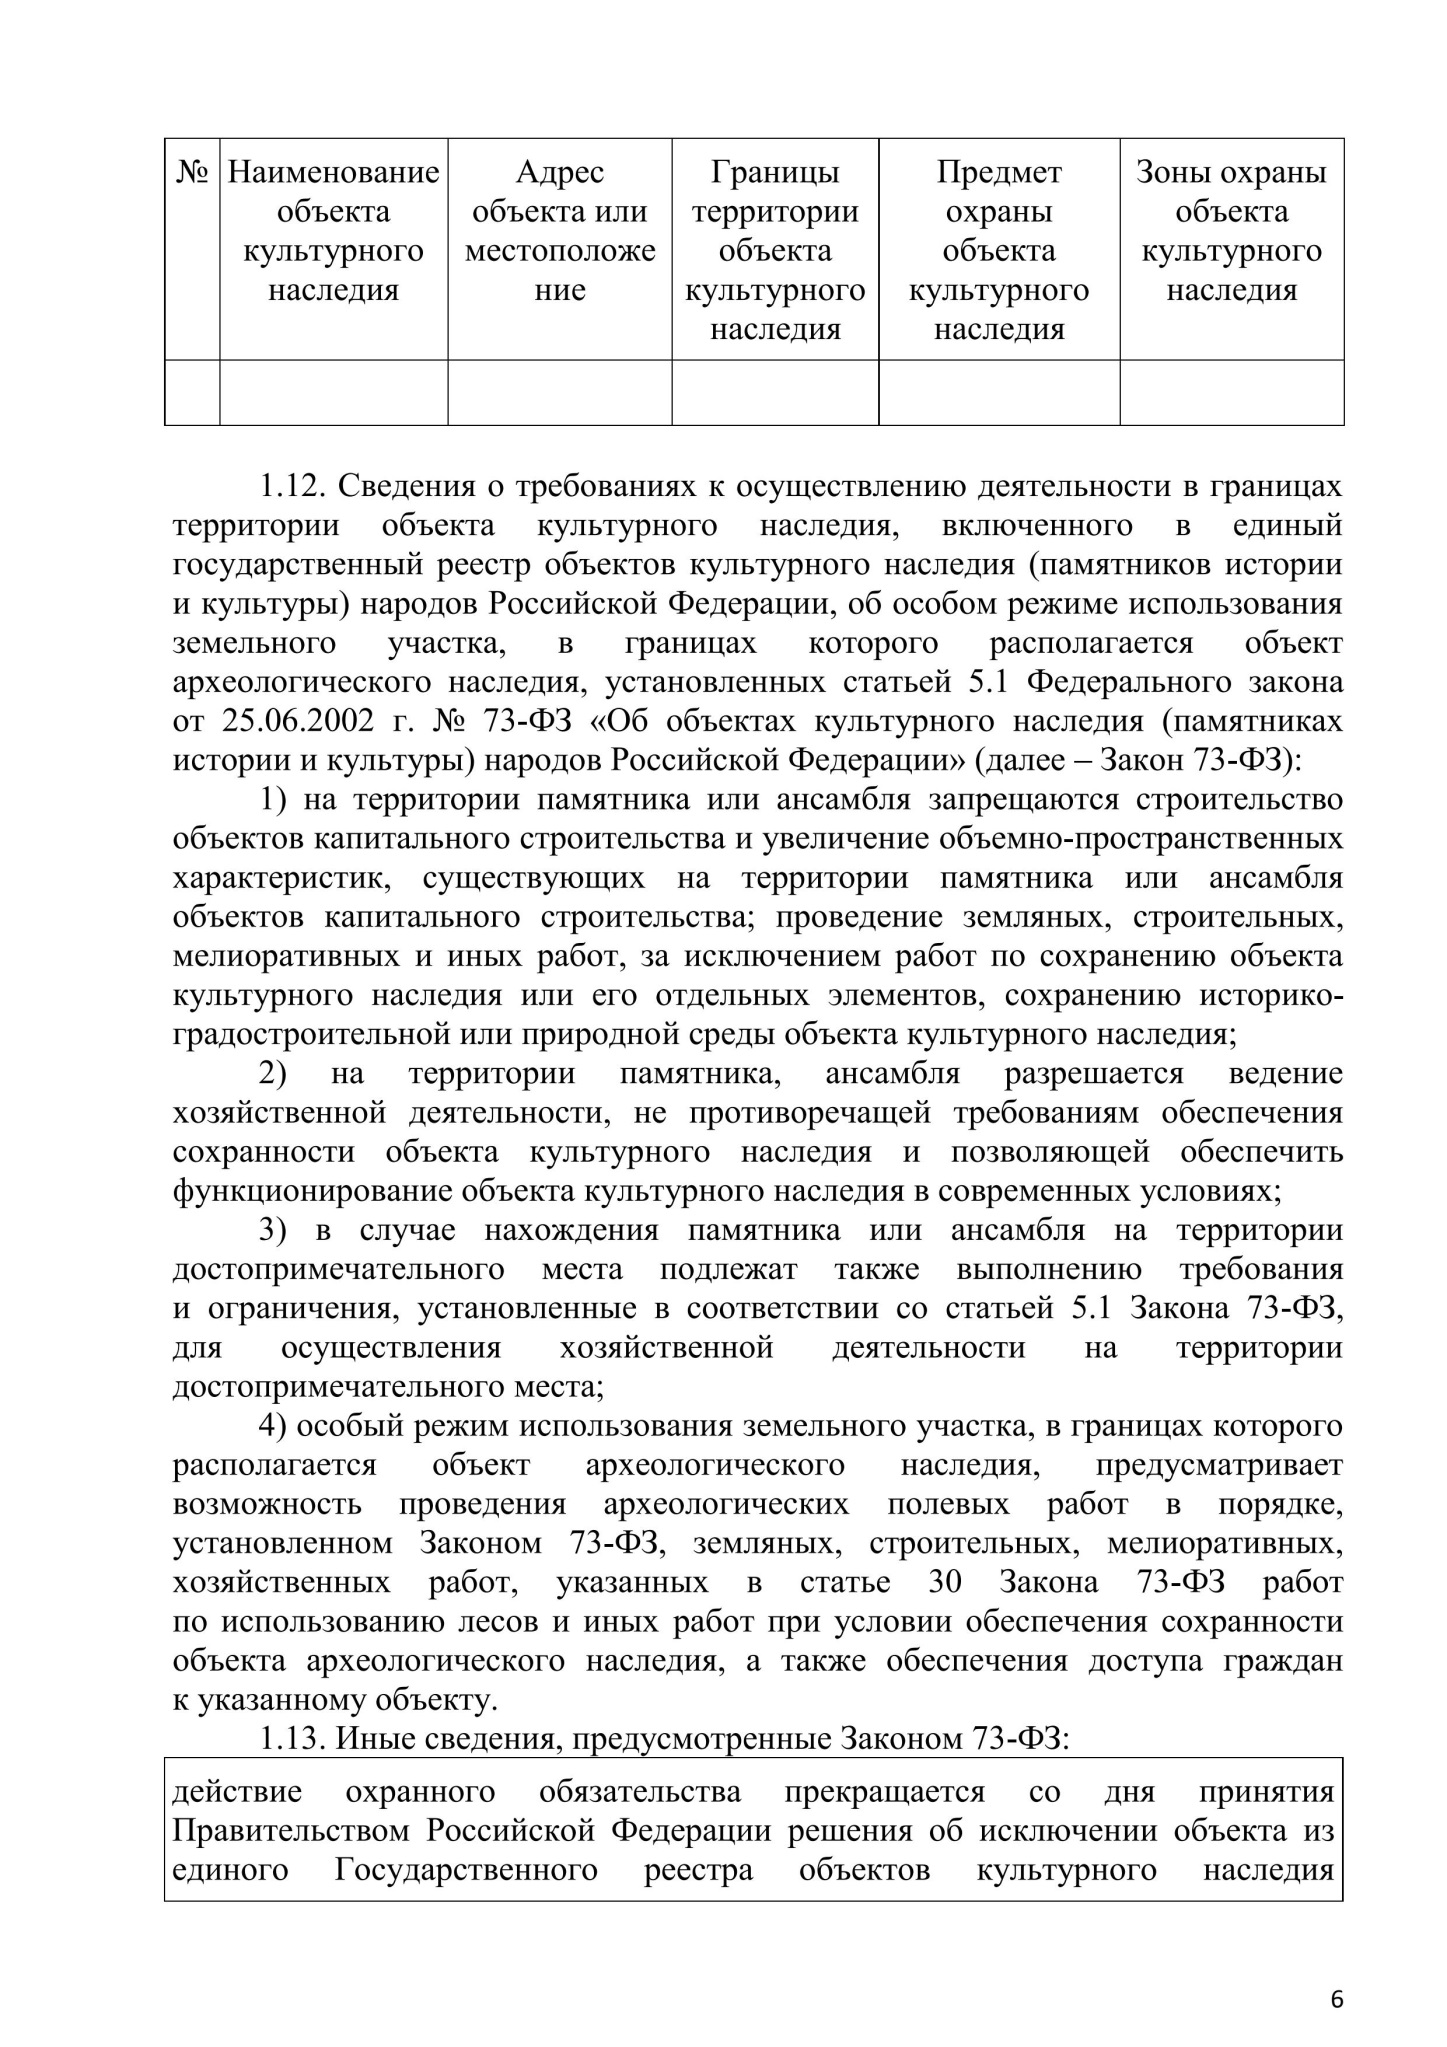 №
Наименование
объекта
культурного
наследия
Адрес
объекта или
местоположе
ние
Границы
территории
объекта
культурного
наследия
Предмет
охраны
объекта
культурного
наследия
Зоны охраны
объекта
культурного
наследия
1.12. Сведения о требованиях к осуществлению деятельности в границах
территории объекта культурного наследия, включенного в единый
государственный реестр объектов культурного наследия (памятников истории
и культуры) народов Российской Федерации, об особом режиме использования
земельного участка, в границах которого располагается объект
археологического наследия, установленных статьей 5.1 Федерального закона
от 25.06.2002 г. № 73-ФЗ «Об объектах культурного наследия (памятниках
истории и культуры) народов Российской Федерации» (далее – Закон 73-ФЗ):
1) на территории памятника или ансамбля запрещаются строительство
объектов капитального строительства и увеличение объемно-пространственных
характеристик, существующих на территории памятника или ансамбля
объектов капитального строительства; проведение земляных, строительных,
мелиоративных и иных работ, за исключением работ по сохранению объекта
культурного наследия или его отдельных элементов, сохранению историко-
градостроительной или природной среды объекта культурного наследия;
2) на территории памятника, ансамбля разрешается ведение
хозяйственной деятельности, не противоречащей требованиям обеспечения
сохранности объекта культурного наследия и позволяющей обеспечить
функционирование объекта культурного наследия в современных условиях;
3) в случае нахождения памятника или ансамбля на территории
достопримечательного места подлежат также выполнению требования
и ограничения, установленные в соответствии со статьей 5.1 Закона 73-ФЗ,
для осуществления хозяйственной деятельности на территории
достопримечательного места;
4) особый режим использования земельного участка, в границах которого
располагается объект археологического наследия, предусматривает
возможность проведения археологических полевых работ в порядке,
установленном Законом 73-ФЗ, земляных, строительных, мелиоративных,
хозяйственных работ, указанных в статье 30 Закона 73-ФЗ работ
по использованию лесов и иных работ при условии обеспечения сохранности
объекта археологического наследия, а также обеспечения доступа граждан
к указанному объекту.
1.13. Иные сведения, предусмотренные Законом 73-ФЗ:
действие охранного обязательства прекращается со дня принятия
Правительством Российской Федерации решения об исключении объекта из
единого Государственного реестра объектов культурного наследия
6